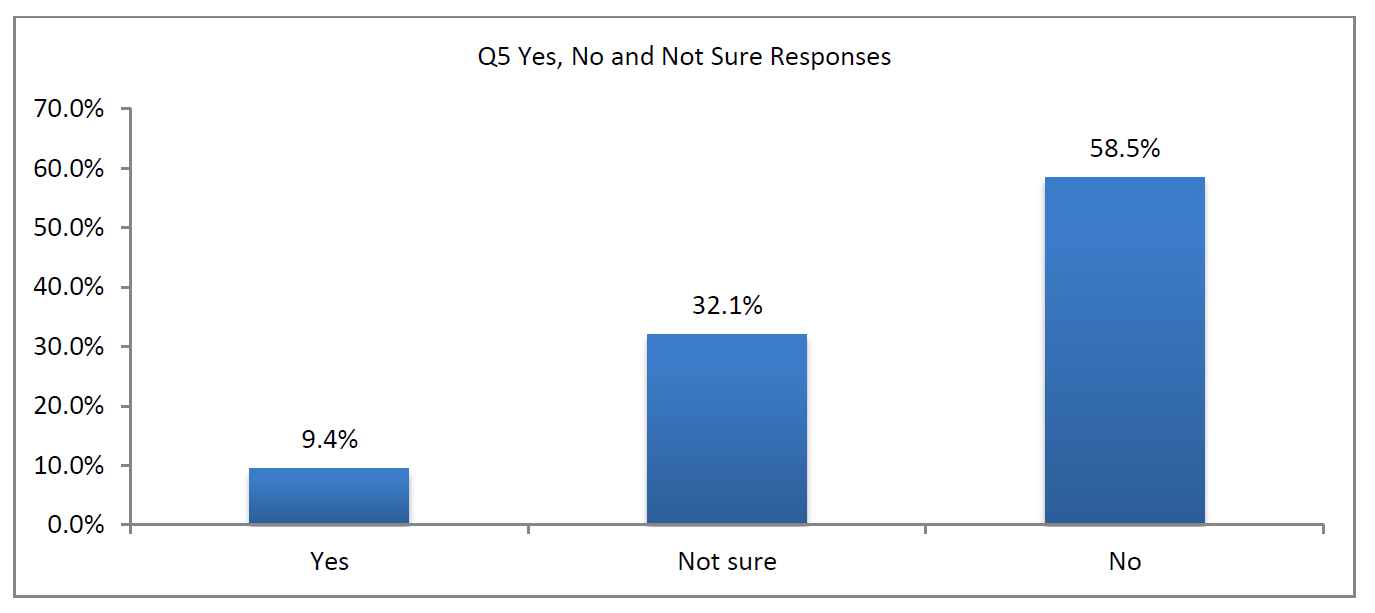 Q5 Yes, No and Not Sure Responses
70.0%
60.0%
50.0%
40.0%
30.0%
20.0%
10.0%
0.0%
9.4%
32.1%
58.5%
Yes
Not sure
No